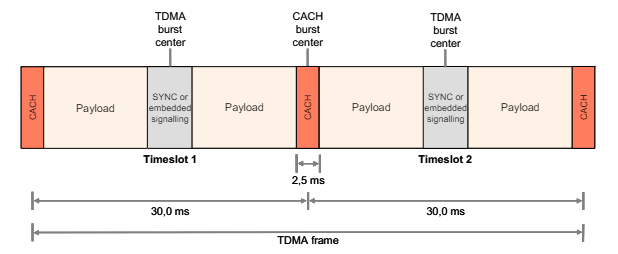 TDMA
burst
center
CACH
burst
center
TDMA
burst
center
CACH
Payload
SYNC or
embedded
signalling
Payload
CACH
Payload
SYNC or
embedded
signalling
Payload
CACH
Timeslot 1
Timeslot 2
2,5 ms
30,0 ms
30,0 ms
TDMA frame